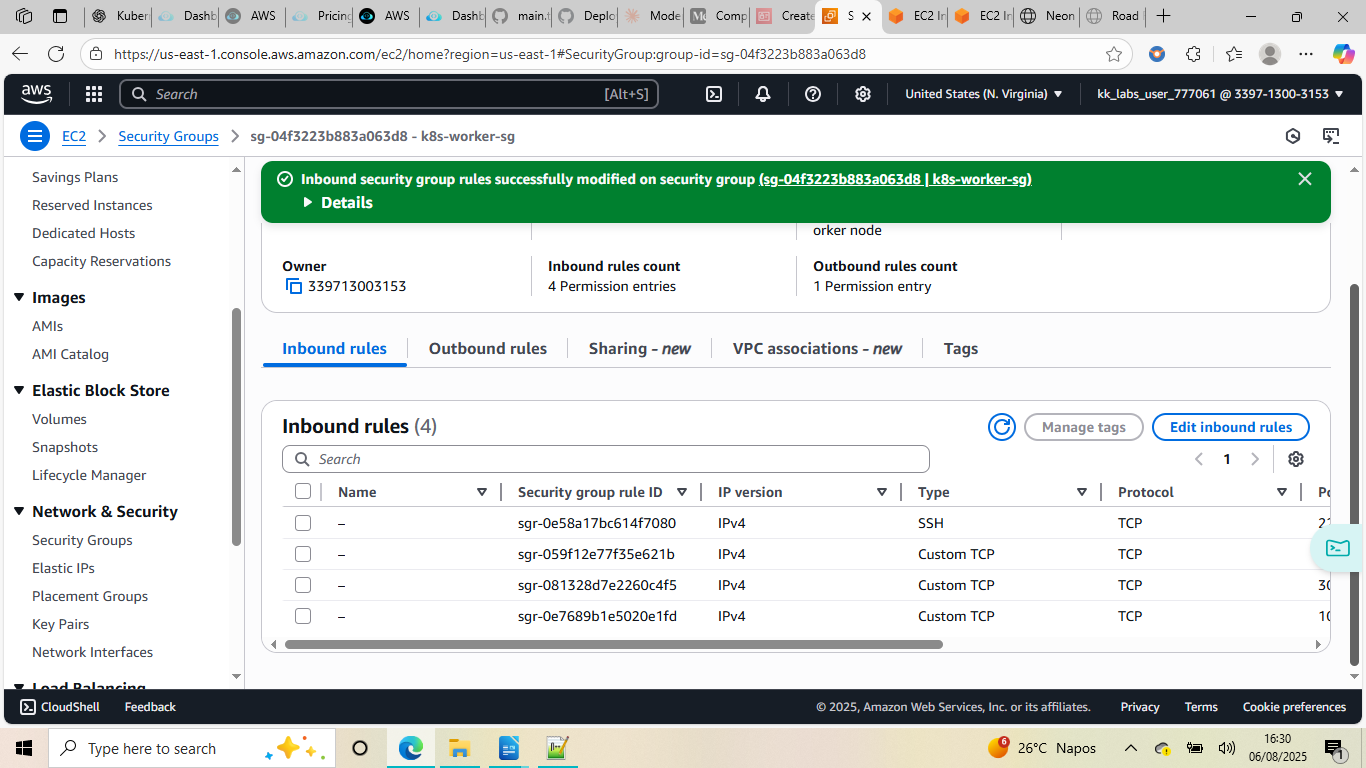 Kubern
Dashb
AWS
Pricing
AWS
Dashb
main.t
Deplo
Mode
Comp
Create
S
EC2 In
EC2 In
Neon
Road
https://us-east-1.console.aws.amazon.com/ec2/home?region=us-east-1#SecurityGroup:group-id=sg-04f3223b883a063d8
aws
Search
[Alt+S]
United States (N. Virginia)
kk_labs_user_777061 @ 3397-1300-3153
EC2
Security Groups
sg-04f3223b883a063d8 - k8s-worker-sg
Savings Plans
Reserved Instances
Dedicated Hosts
Capacity Reservations
Images
AMIs
AMI Catalog
Elastic Block Store
Volumes
Snapshots
Lifecycle Manager
Network & Security
Security Groups
Elastic IPs
Placement Groups
Key Pairs
Network Interfaces
Load Balancing
Inbound security group rules successfully modified on security group (sg-04f3223b883a063d8 | k8s-worker-sg)
Details
orker node
Owner
339713003153
Inbound rules count
4 Permission entries
Outbound rules count
1 Permission entry
Inbound rules
Outbound rules
Sharing - new
VPC associations - new
Tags
Inbound rules (4)
Manage tags
Edit inbound rules
Search
1
Name Security group rule ID IP version Type Protocol
– sgr-0e58a17bc614f7080 IPv4 SSH TCP
– sgr-059f12e77f35e621b IPv4 Custom TCP TCP
– sgr-081328d7e2260c4f5 IPv4 Custom TCP TCP
– sgr-0e7689b1e5020e1fd IPv4 Custom TCP TCP
CloudShell
Feedback
© 2025, Amazon Web Services, Inc. or its affiliates.
Privacy
Terms
Cookie preferences
Type here to search
6
26°C Napos
16:30
06/08/2025
1